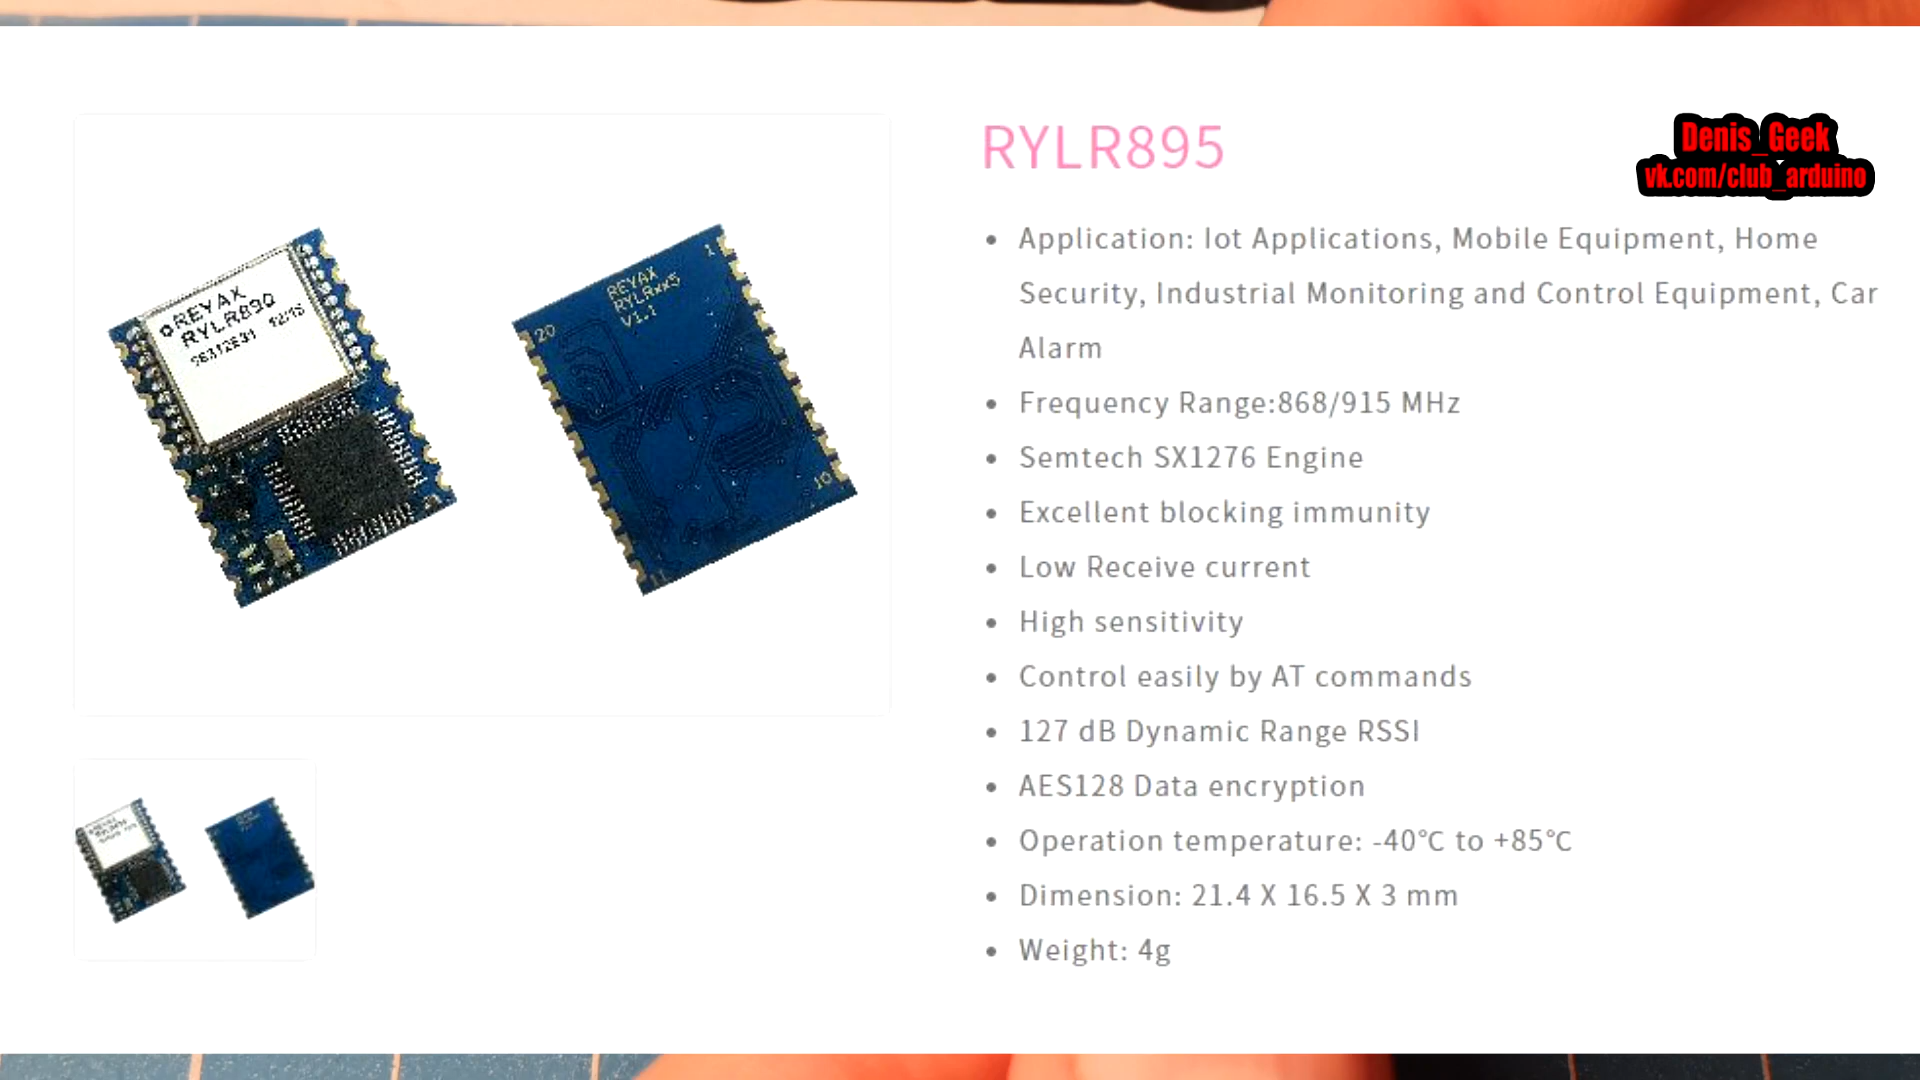 RYLR895
Denis_Geek
vk.com/club_arduino
Application: Iot Applications, Mobile Equipment, Home
Security, Industrial Monitoring and Control Equipment, Car
Alarm
Frequency Range:868/915 MHz
Semtech SX1276 Engine
Excellent blocking immunity
Low Receive current
High sensitivity
Control easily by AT commands
127 dB Dynamic Range RSSI
AES128 Data encryption
Operation temperature: -40℃ to +85℃
Dimension: 21.4 X 16.5 X 3 mm
Weight: 4g
REYAX
RYLR890
REYAX
RYLRxx5
V1.1
1
20
10
11